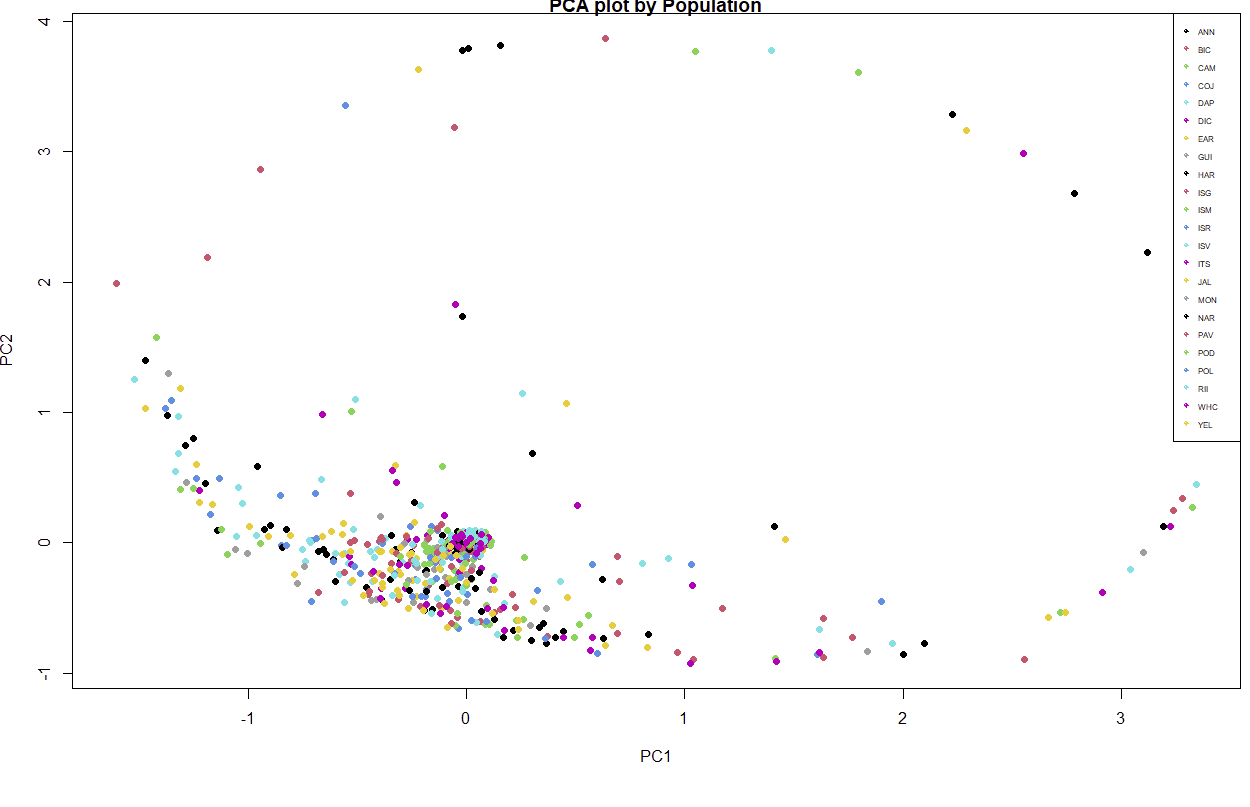 PCA plot by Population
4
3
2
1
0
-1
PC2
-1
0
1
2
3
PC1
ANN
BIC
CAM
COJ
DAP
DIC
EAR
GUI
HAR
ISG
ISM
ISR
ISV
ITS
JAL
MON
NAR
PAV
POD
POL
RII
WHC
YEL